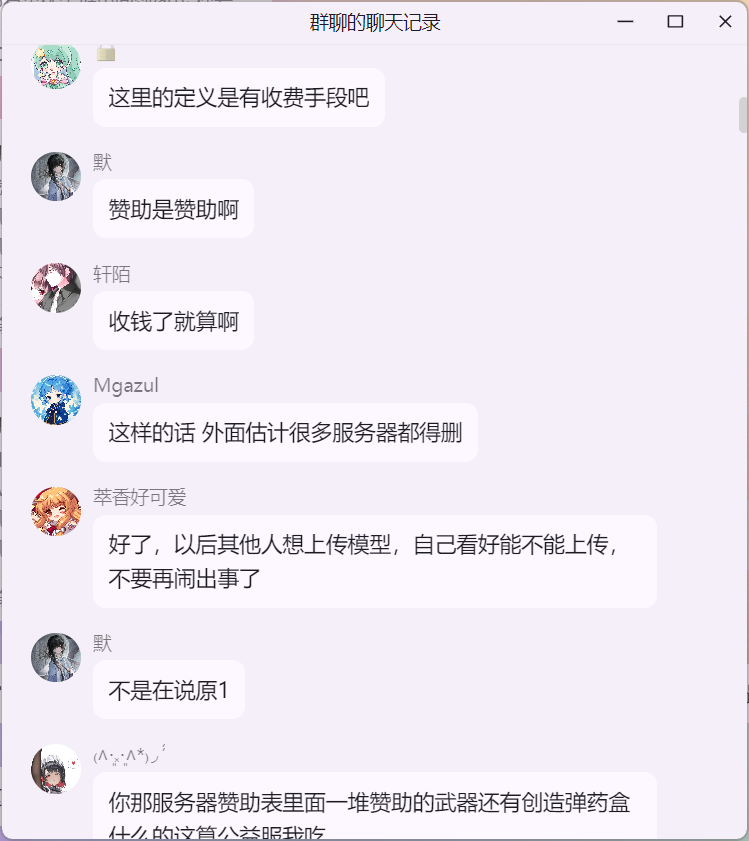 群聊的聊天记录
这里的定义是有收费手段吧
默
赞助是赞助啊
轩陌
收钱了就算啊
Mgazul
这样的话 外面估计很多服务器都得删
萃香好可爱
好了，以后其他人想上传模型，自己看好能不能上传，
不要再闹出事了
默
不是在说原1
你那服务器赞助表里面一堆赞助的武器还有创造弹药盒
什么的这算公益服我吃